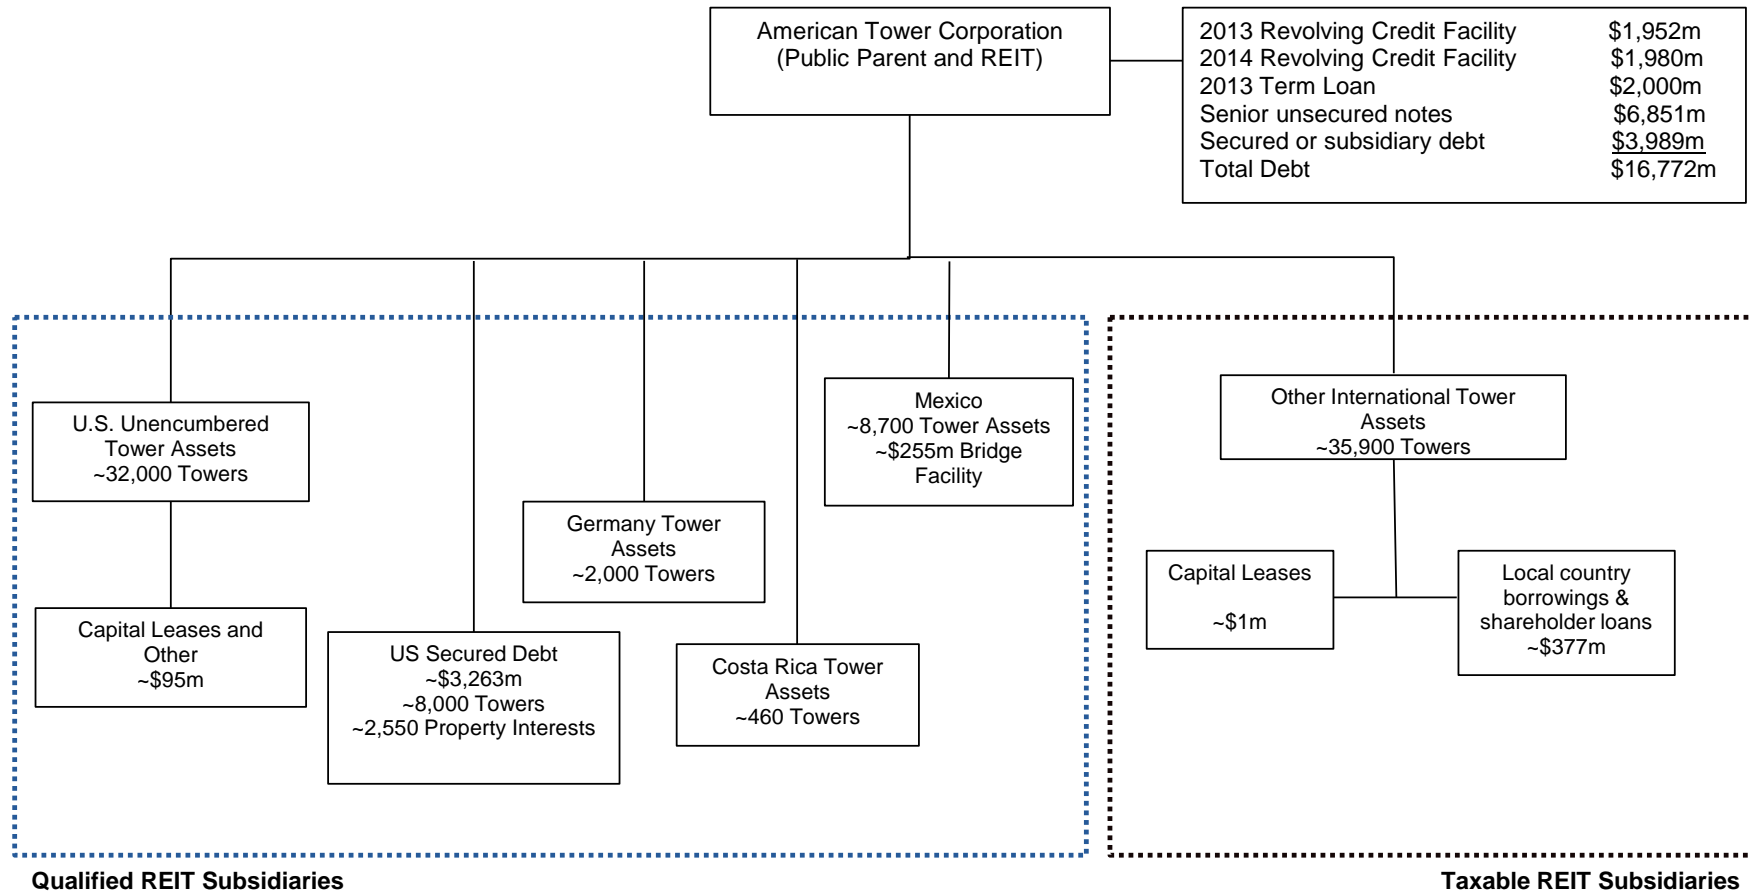 American Tower Corporation
(Public Parent and REIT)
2013 Revolving Credit Facility $1,952m
2014 Revolving Credit Facility $1,980m
2013 Term Loan $2,000m
Senior unsecured notes $6,851m
Secured or subsidiary debt $3,989m
Total Debt $16,772m
U.S. Unencumbered
Tower Assets
~32,000 Towers
Capital Leases and
Other
~$95m
US Secured Debt
~$3,263m
~8,000 Towers
~2,550 Property Interests
Germany Tower
Assets
~2,000 Towers
Costa Rica Tower
Assets
~460 Towers
Mexico
~8,700 Tower Assets
~$255m Bridge
Facility
Other International Tower
Assets
~35,900 Towers
Capital Leases
~$1m
Local country
borrowings &
shareholder loans
~$377m
Qualified REIT Subsidiaries
Taxable REIT Subsidiaries